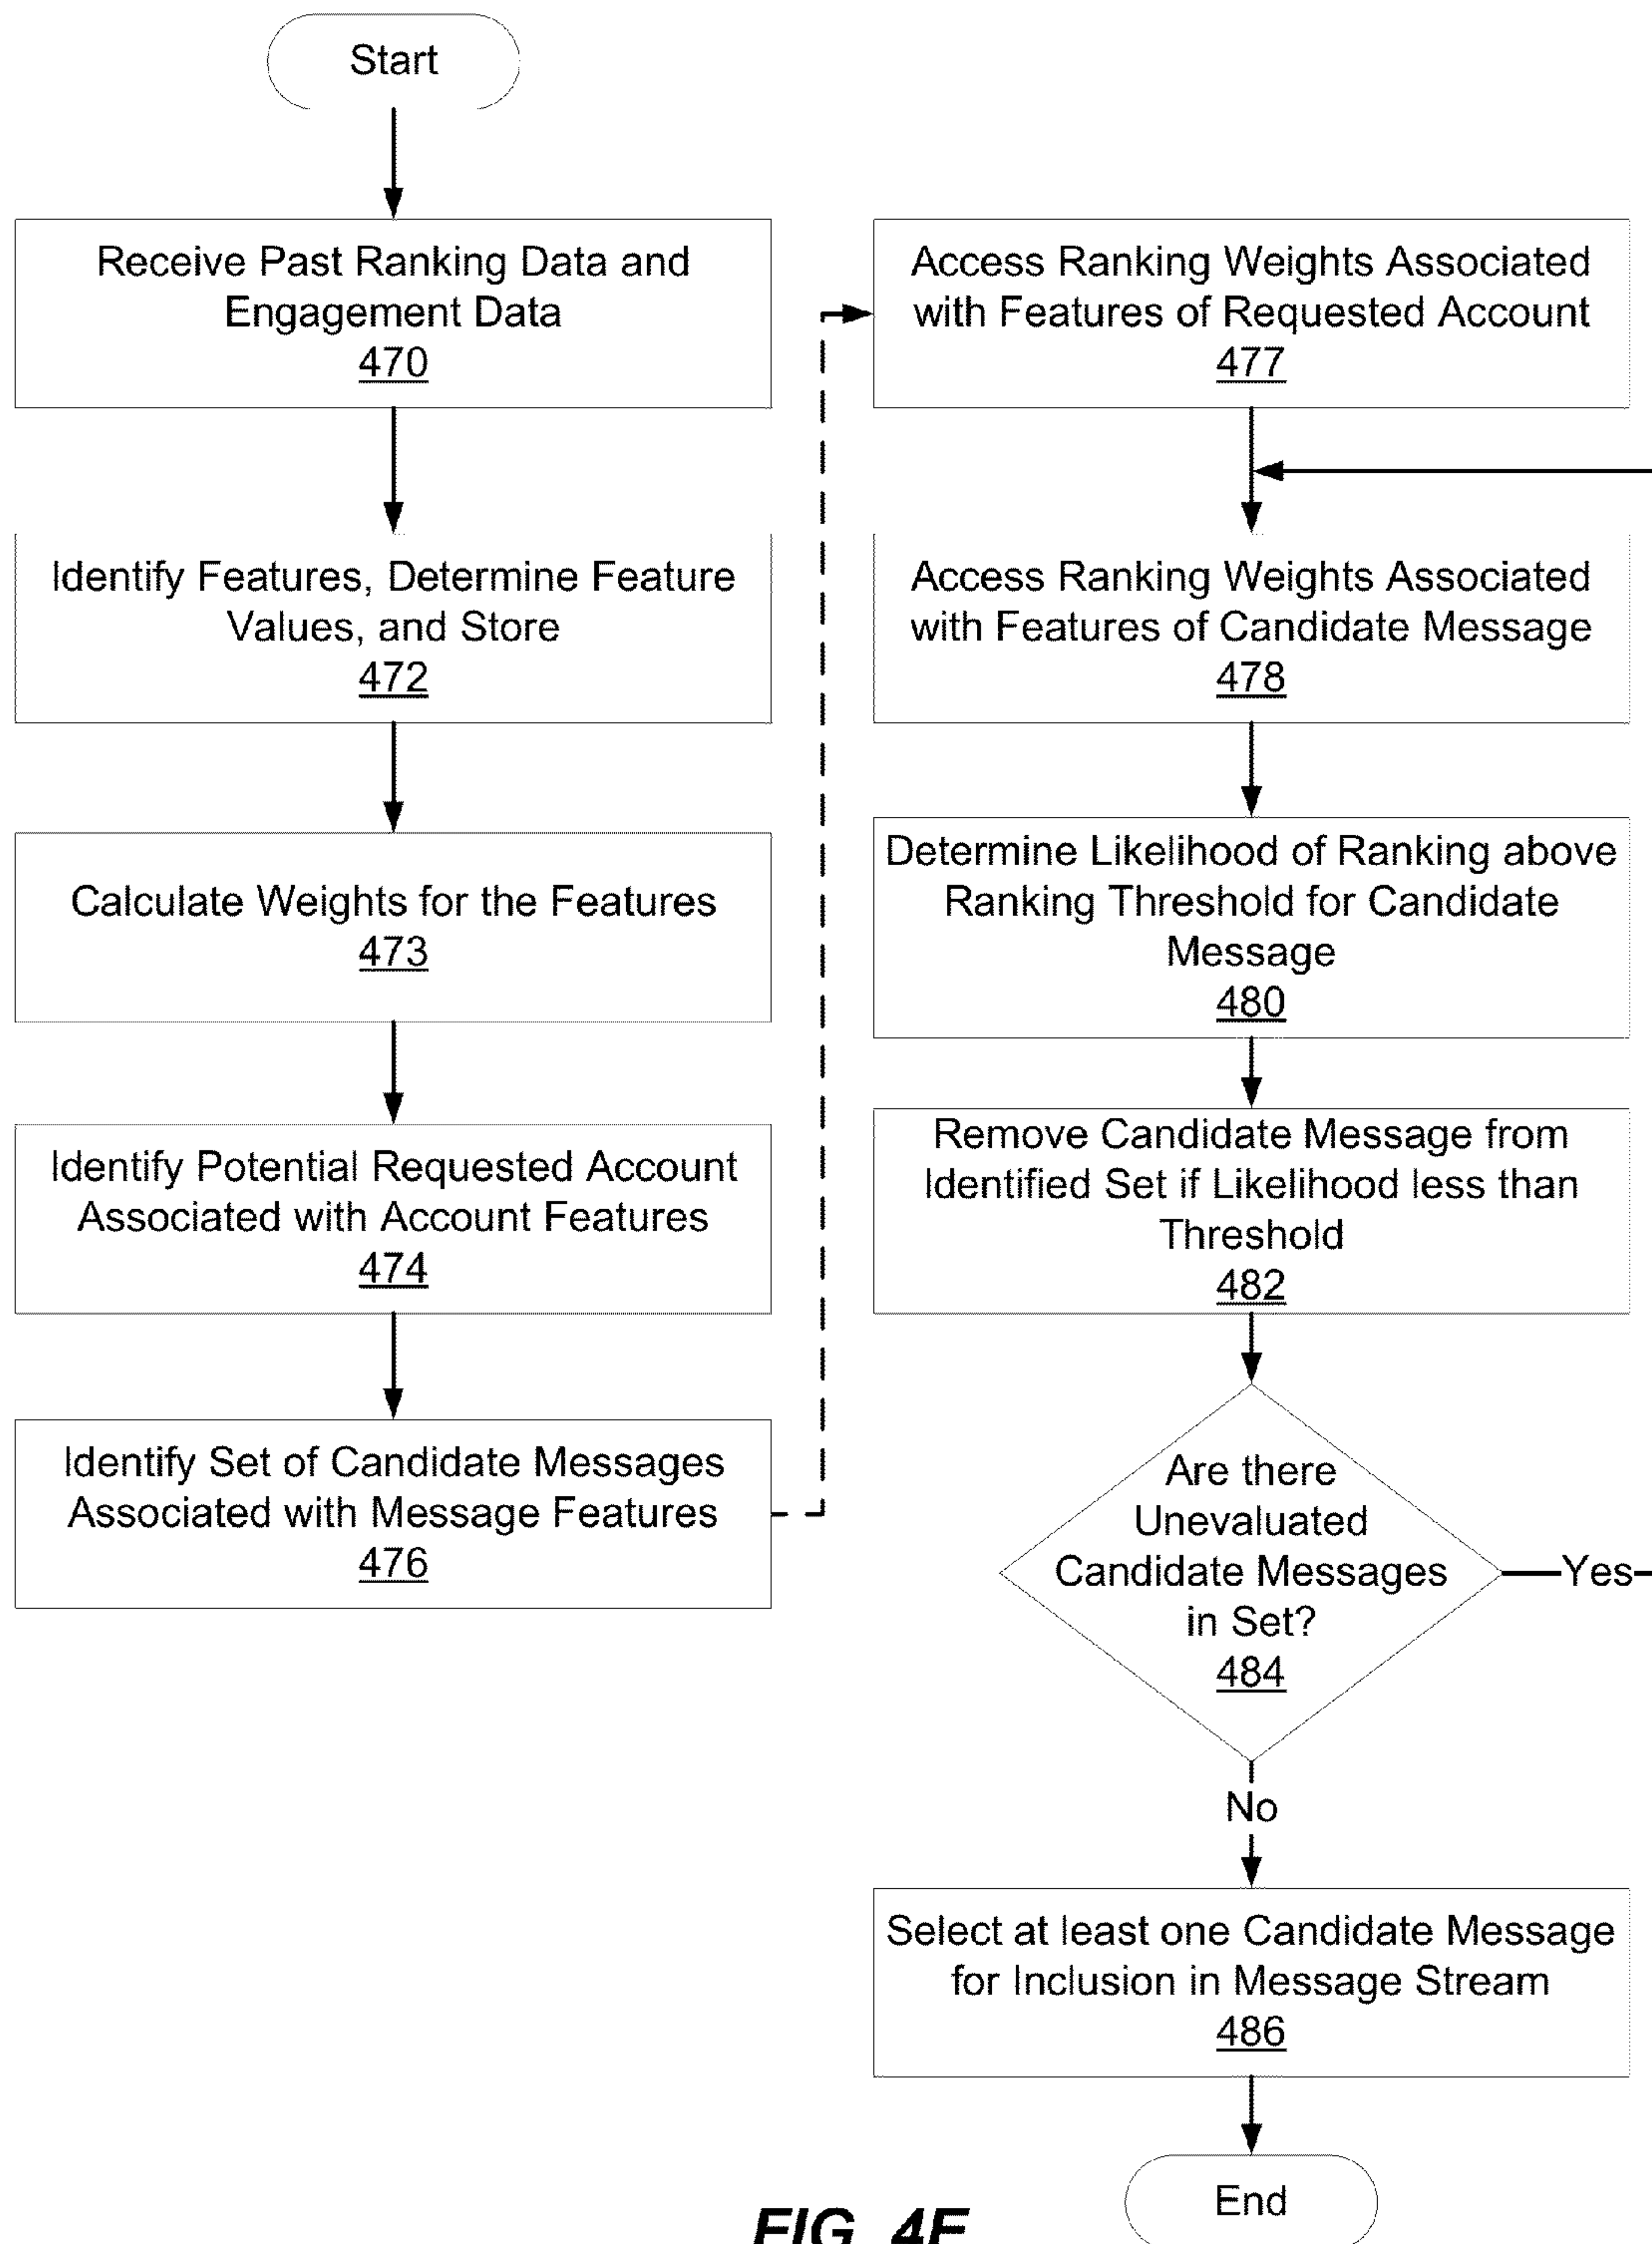 Start
Receive Past Ranking Data and
Engagement Data
470
Identify Features, Determine Feature
Values, and Store
472
Calculate Weights for the Features
473
Identify Potential Requested Account
Associated with Account Features
474
Identify Set of Candidate Messages
Associated with Message Features
476
Access Ranking Weights Associated
with Features of Requested Account
477
Access Ranking Weights Associated
with Features of Candidate Message
478
Determine Likelihood of Ranking above
Ranking Threshold for Candidate
Message
480
Remove Candidate Message from
Identified Set if Likelihood less than
Threshold
482
Are there
Unevaluated
Candidate Messages
in Set?
484
Yes
No
Select at least one Candidate Message
for Inclusion in Message Stream
486
End
FIG. 4E